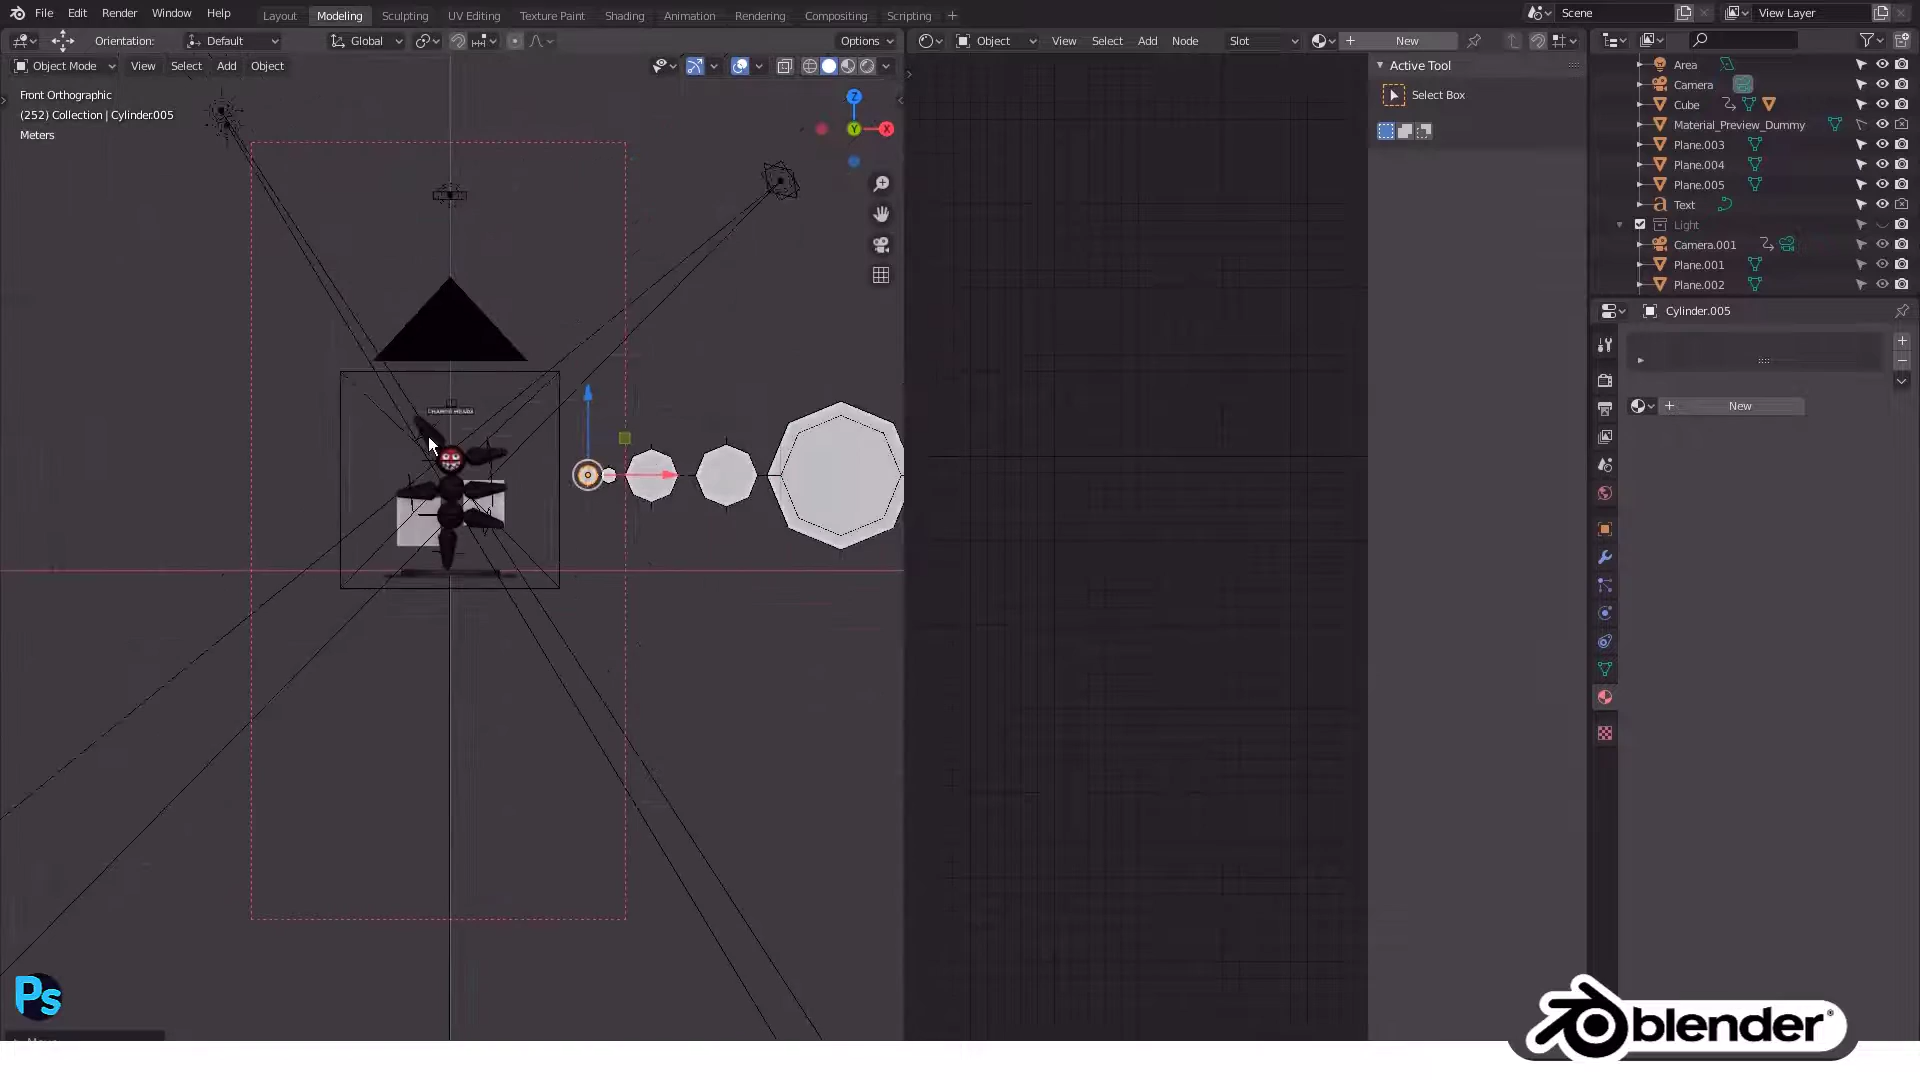 File Edit Render Window Help Layout Modeling Sculpting UV Editing Texture Paint Shading Animation Rendering Compositing Scripting + Scene View Layer
Orientation: Default Global Options Object View Select Add Node Slot New
Object Mode View Select Add Object
Active Tool
Select Box
Front Orthographic
(252) Collection | Cylinder.005
Meters
Z
Y
X
Area
Camera
Cube
Material_Preview_Dummy
Plane.003
Plane.004
Plane.005
Text
Light
Camera.001
Plane.001
Plane.002
Cylinder.005
New
Ps
blender®